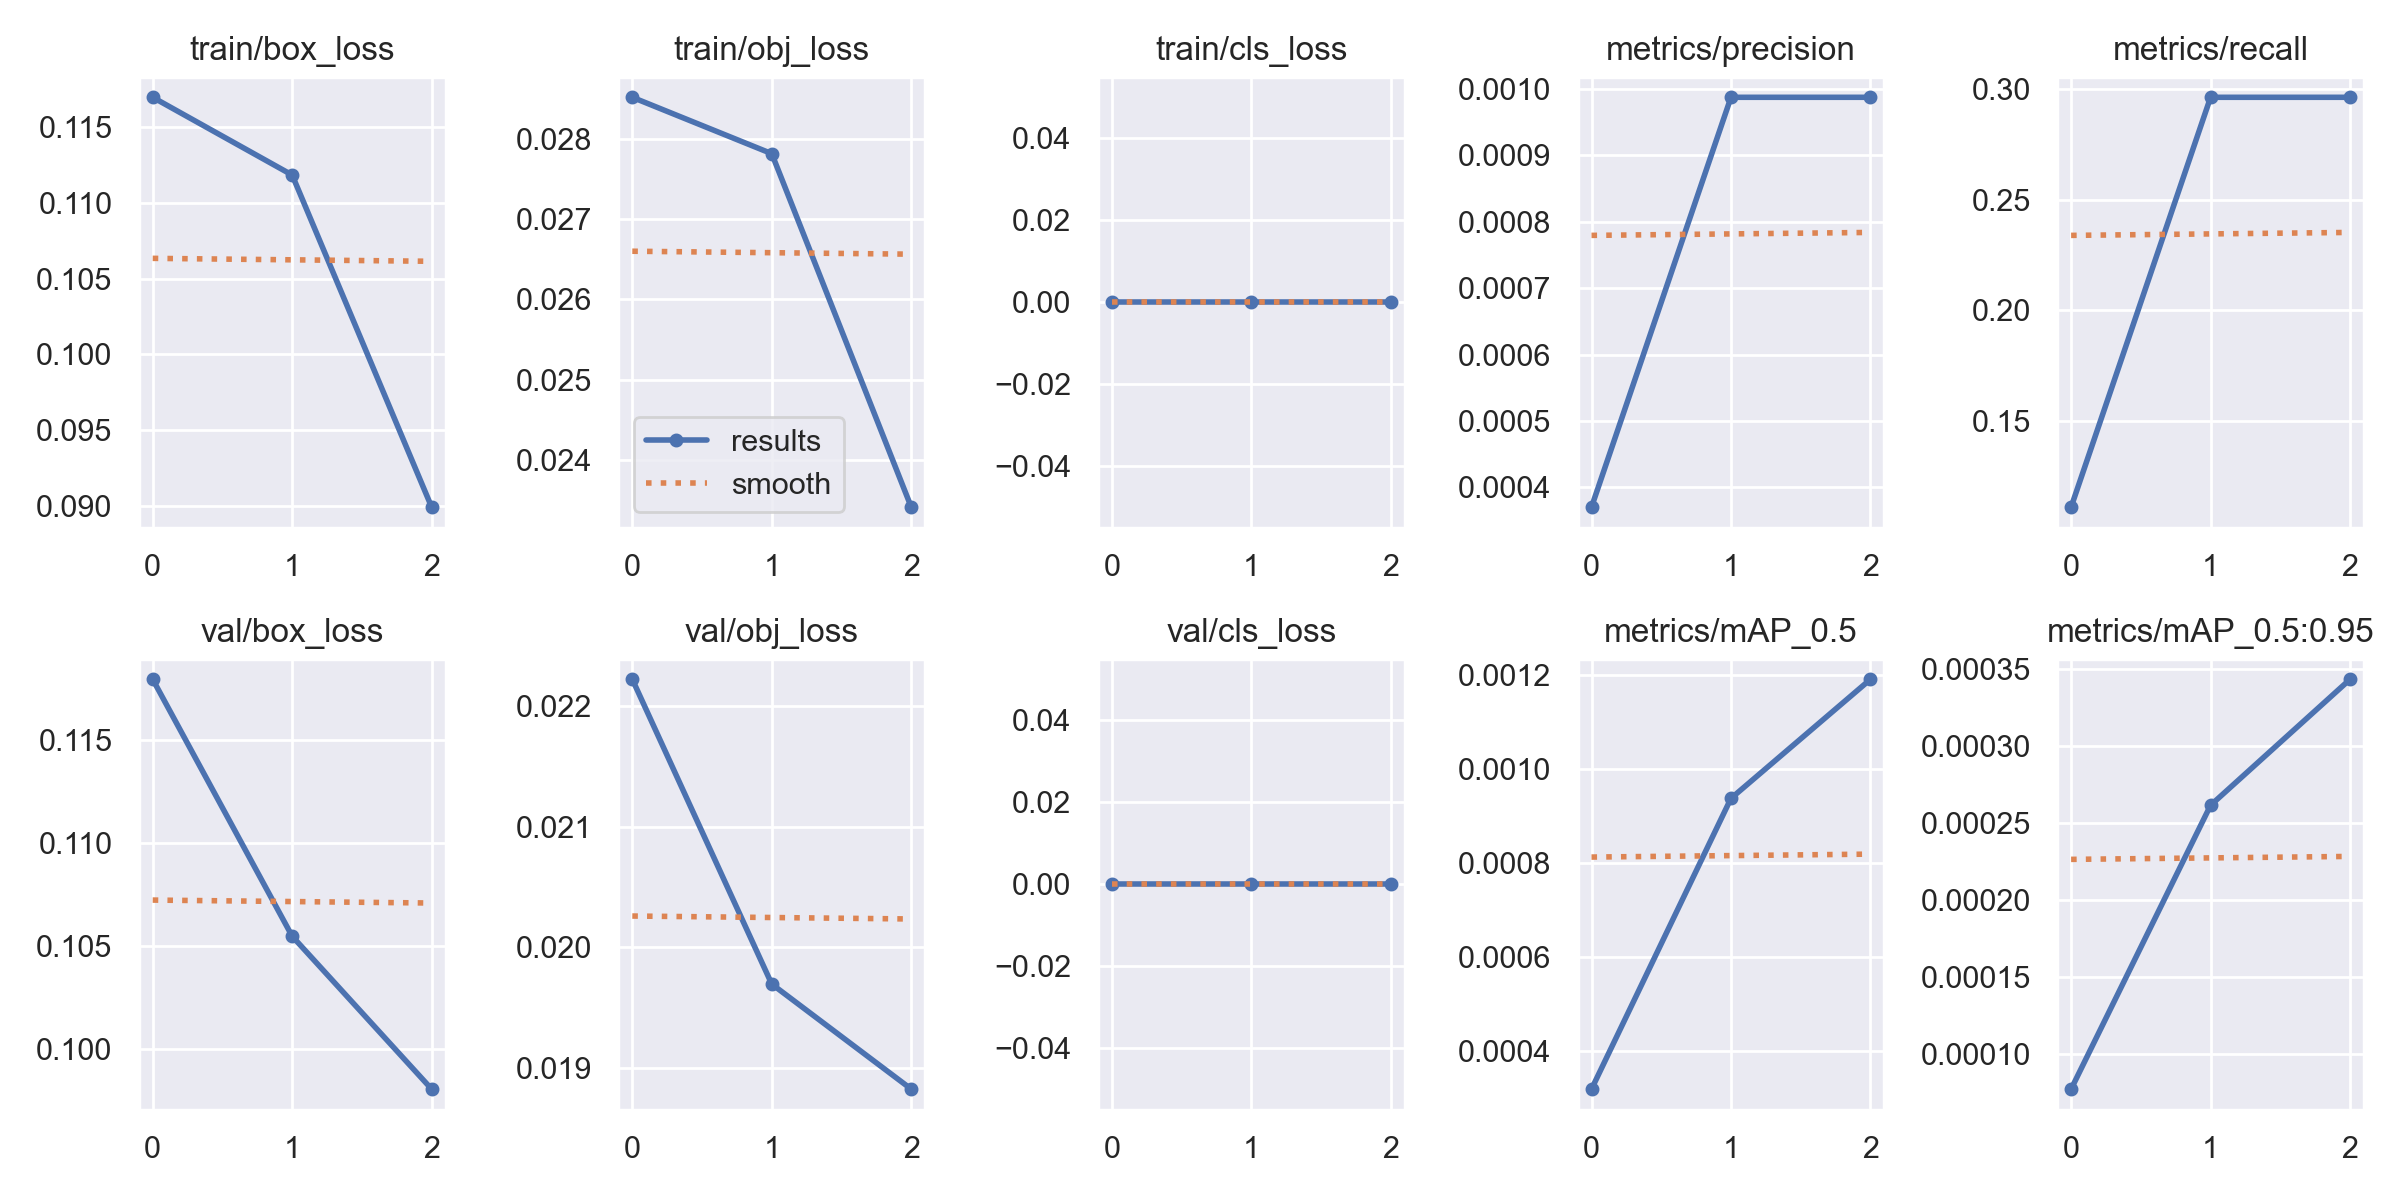 train/box_loss
0.115
0.110
0.105
0.100
0.095
0.090
0 1 2
train/obj_loss
0.028
0.027
0.026
0.025
0.024
results
smooth
0 1 2
train/cls_loss
0.04
0.02
0.00
−0.02
−0.04
0 1 2
metrics/precision
0.0010
0.0009
0.0008
0.0007
0.0006
0.0005
0.0004
0 1 2
metrics/recall
0.30
0.25
0.20
0.15
0 1 2
val/box_loss
0.115
0.110
0.105
0.100
0 1 2
val/obj_loss
0.022
0.021
0.020
0.019
0 1 2
val/cls_loss
0.04
0.02
0.00
−0.02
−0.04
0 1 2
metrics/mAP_0.5
0.0012
0.0010
0.0008
0.0006
0.0004
0 1 2
metrics/mAP_0.5:0.95
0.00035
0.00030
0.00025
0.00020
0.00015
0.00010
0 1 2